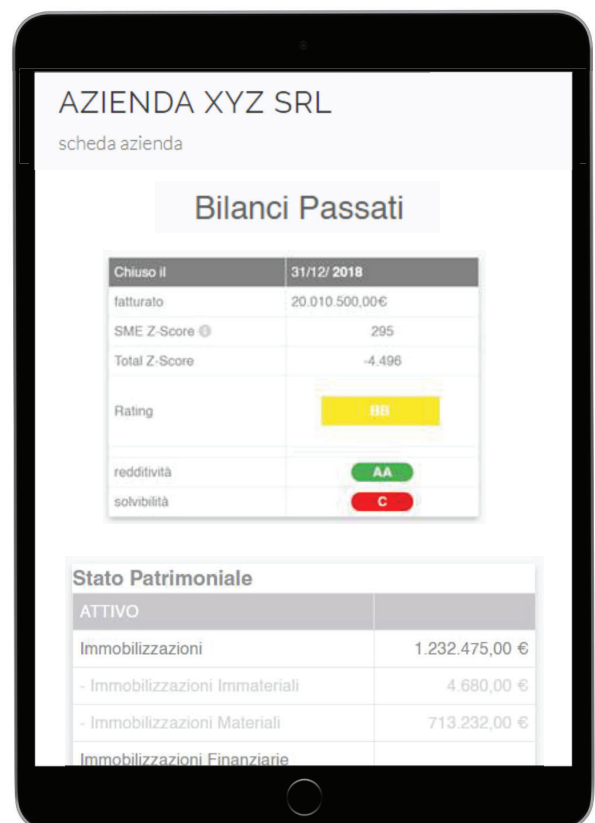 AZIENDA XYZ SRL
scheda azienda
Bilanci Passati
Chiuso il 31/12/ 2018
fatturato 20.010.500,00€
SME Z-Score 295
Total Z-Score -4.496
Rating BB
redditività AA
solvibilità C
Stato Patrimoniale
ATTIVO
Immobilizzazioni 1.232.475,00 €
- Immobilizzazioni Immateriali 4.680,00 €
- Immobilizzazioni Materiali 713.232,00 €
Immobilizzazioni Finanziarie